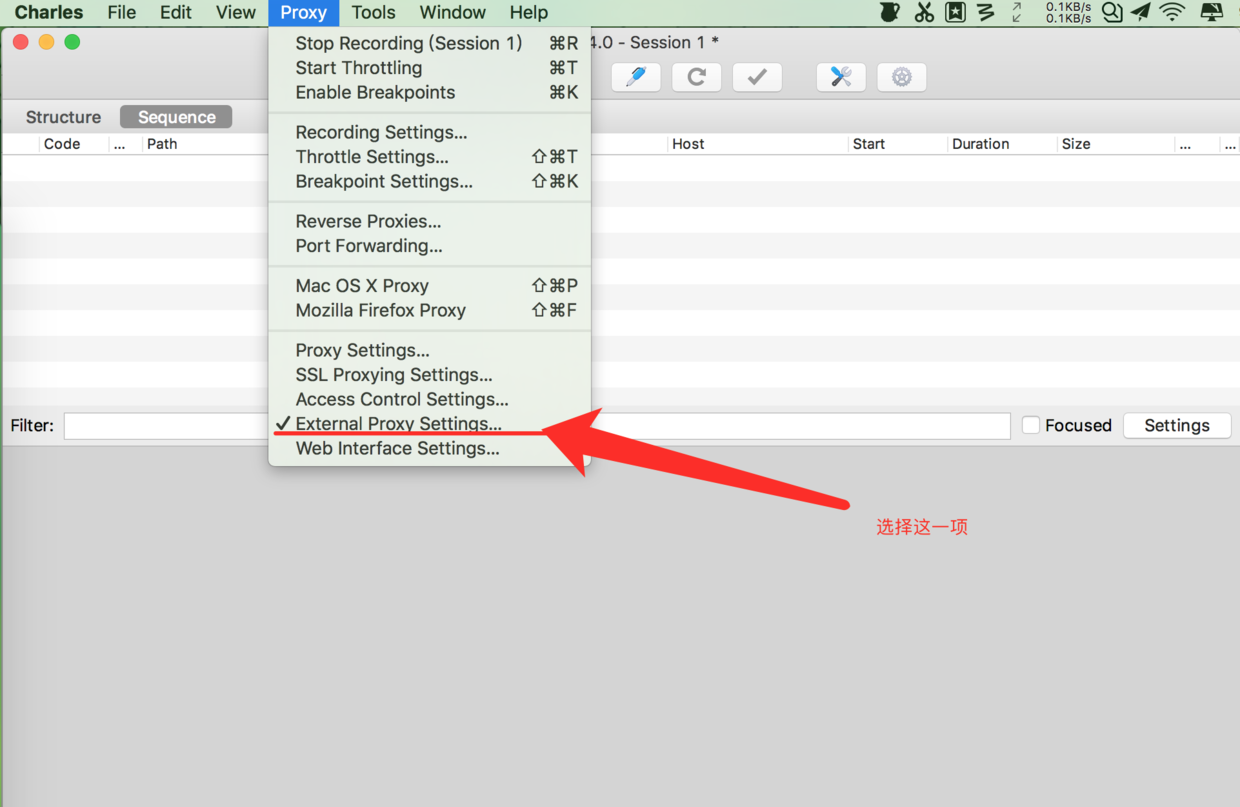 Charles File Edit View Proxy Tools Window Help 0.1KB/s
0.1KB/s
Stop Recording (Session 1) ⌘R
4.0 - Session 1 *
Start Throttling ⌘T
Enable Breakpoints ⌘K
Structure Sequence
Recording Settings...
Code ... Path Host Start Duration Size ... ...
Throttle Settings... ⇧⌘T
Breakpoint Settings... ⇧⌘K
Reverse Proxies...
Port Forwarding...
Mac OS X Proxy ⇧⌘P
Mozilla Firefox Proxy ⇧⌘F
Proxy Settings...
SSL Proxying Settings...
Access Control Settings...
✓ External Proxy Settings...
Filter: Focused Settings
Web Interface Settings...
选择这一项